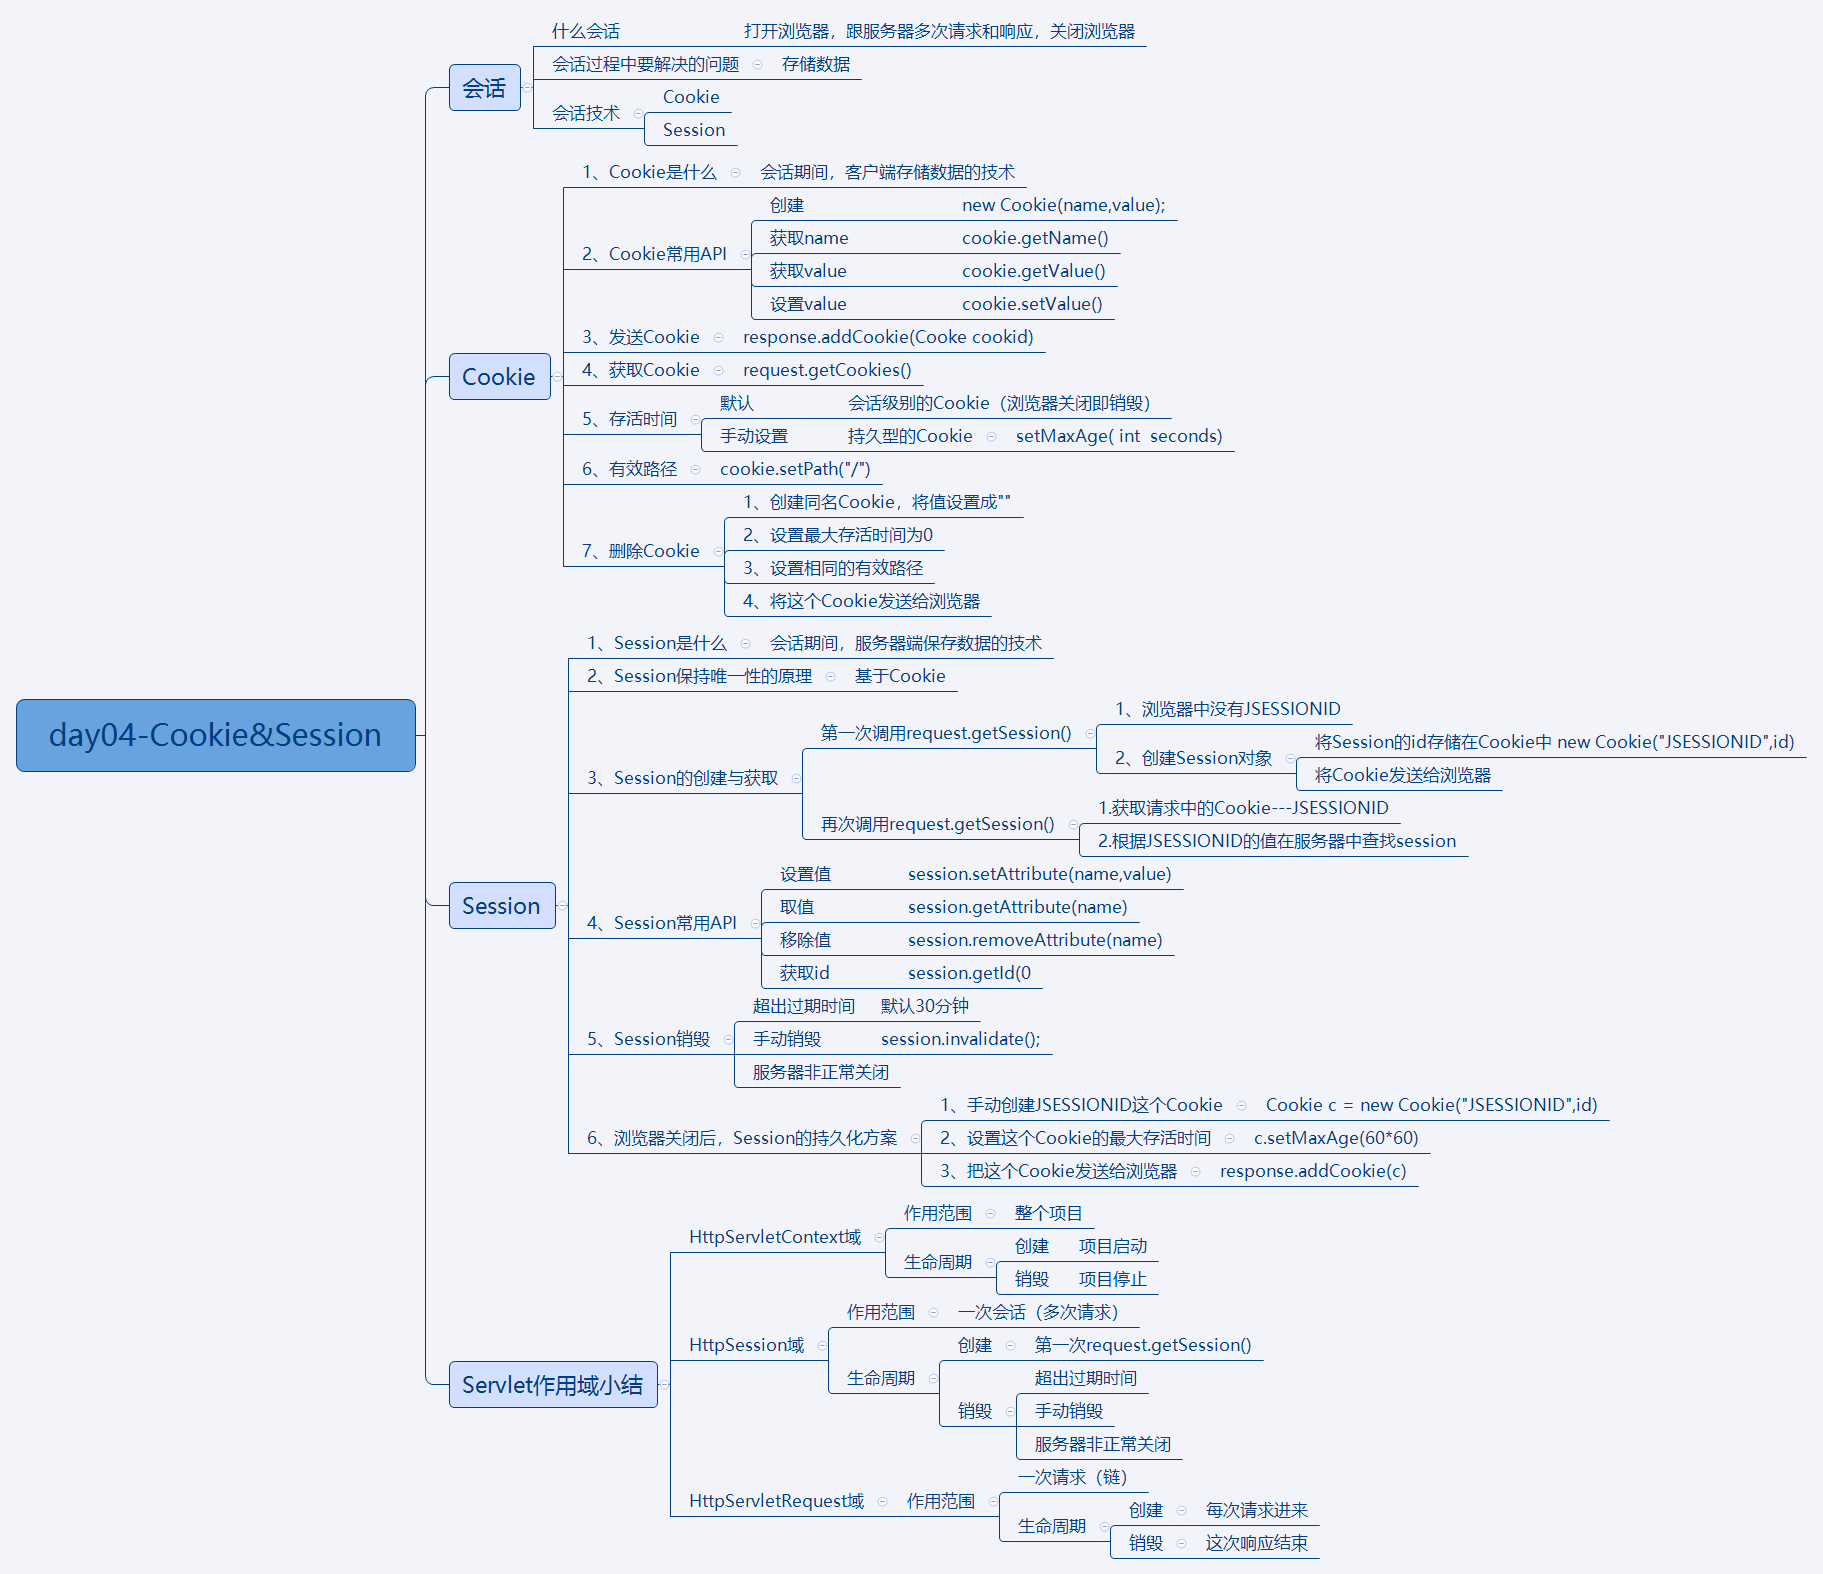 day04-Cookie&Session
会话
什么会话 打开浏览器，跟服务器多次请求和响应，关闭浏览器
会话过程中要解决的问题 存储数据
会话技术
Cookie
Session
Cookie
1、Cookie是什么 会话期间，客户端存储数据的技术
2、Cookie常用API
创建 new Cookie(name,value);
获取name cookie.getName()
获取value cookie.getValue()
设置value cookie.setValue()
3、发送Cookie response.addCookie(Cooke cookid)
4、获取Cookie request.getCookies()
5、存活时间
默认 会话级别的Cookie（浏览器关闭即销毁）
手动设置 持久型的Cookie setMaxAge( int  seconds)
6、有效路径 cookie.setPath("/")
7、删除Cookie
1、创建同名Cookie，将值设置成""
2、设置最大存活时间为0
3、设置相同的有效路径
4、将这个Cookie发送给浏览器
Session
1、Session是什么 会话期间，服务器端保存数据的技术
2、Session保持唯一性的原理 基于Cookie
3、Session的创建与获取
第一次调用request.getSession()
1、浏览器中没有JSESSIONID
2、创建Session对象
将Session的id存储在Cookie中 new Cookie("JSESSIONID",id)
将Cookie发送给浏览器
再次调用request.getSession()
1.获取请求中的Cookie---JSESSIONID
2.根据JSESSIONID的值在服务器中查找session
4、Session常用API
设置值 session.setAttribute(name,value)
取值 session.getAttribute(name)
移除值 session.removeAttribute(name)
获取id session.getId(0
5、Session销毁
超出过期时间 默认30分钟
手动销毁 session.invalidate();
服务器非正常关闭
6、浏览器关闭后，Session的持久化方案
1、手动创建JSESSIONID这个Cookie Cookie c = new Cookie("JSESSIONID",id)
2、设置这个Cookie的最大存活时间 c.setMaxAge(60*60)
3、把这个Cookie发送给浏览器 response.addCookie(c)
Servlet作用域小结
HttpServletContext域
作用范围 整个项目
生命周期
创建 项目启动
销毁 项目停止
HttpSession域
作用范围 一次会话（多次请求）
生命周期
创建 第一次request.getSession()
销毁
超出过期时间
手动销毁
服务器非正常关闭
HttpServletRequest域 作用范围
一次请求（链）
生命周期
创建 每次请求进来
销毁 这次响应结束